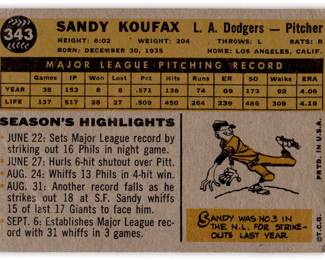 343
SANDY KOUFAX L. A. Dodgers — Pitcher
HEIGHT: 6:02 WEIGHT: 204 THROWS: L BATS: R
BORN: DECEMBER 30, 1935 HOME: LOS ANGELES, CALIF.
MAJOR LEAGUE PITCHING RECORD
Games IP Won Lost Pct. Hits R ER SO Walks ERA
YEAR 35 153 8 6 .571 136 74 69 173 92 4.06
LIFE 137 517 28 27 .509 439 239 486 309 4.16
SEASON'S HIGHLIGHTS
• JUNE 22: Sets Major League record by
striking out 16 Phils in night game.
• JUNE 27: Hurls 6-hit shutout over Pitt.
• AUG. 24: Whiffs 13 Phils in 4-hit win.
• AUG. 31: Another record falls as he
strikes out 18 at S.F. Sandy whiffs
15 of last 17 Giants to face him.
• SEPT. 6: Establishes Major League record
with 31 whiffs in 3 games.
SANDY WAS NO. 3 IN
THE N.L. FOR STRIKE-
OUTS LAST YEAR
©T.C.G. PRTD. IN U.S.A.